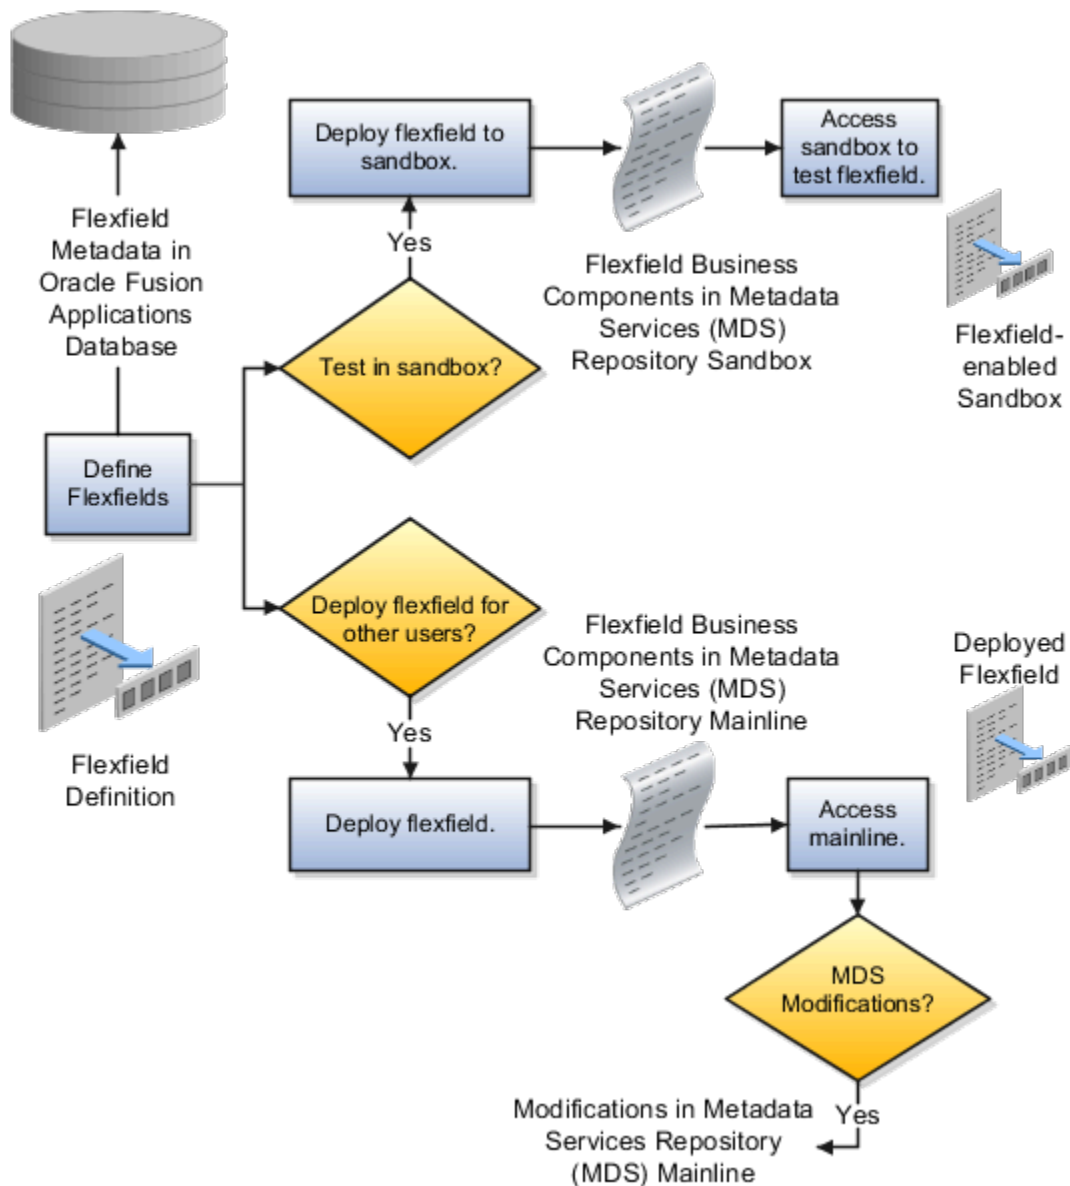 Deploy flexfield to
sandbox.
Access
sandbox to
test flexfield.
Flexfield
Metadata in
Oracle Fusion
Applications
Database
Yes
Flexfield Business
Components in Metadata
Services (MDS)
Repository Sandbox
Flexfield-
enabled
Sandbox
Test in sandbox?
Define
Flexfields
Deploy flexfield for
other users?
Flexfield Business
Components in Metadata
Services (MDS)
Repository Mainline
Deployed
Flexfield
Yes
Flexfield
Definition
Deploy flexfield.
Access
mainline.
MDS
Modifications?
Yes
Modifications in Metadata
Services Repository
(MDS) Mainline